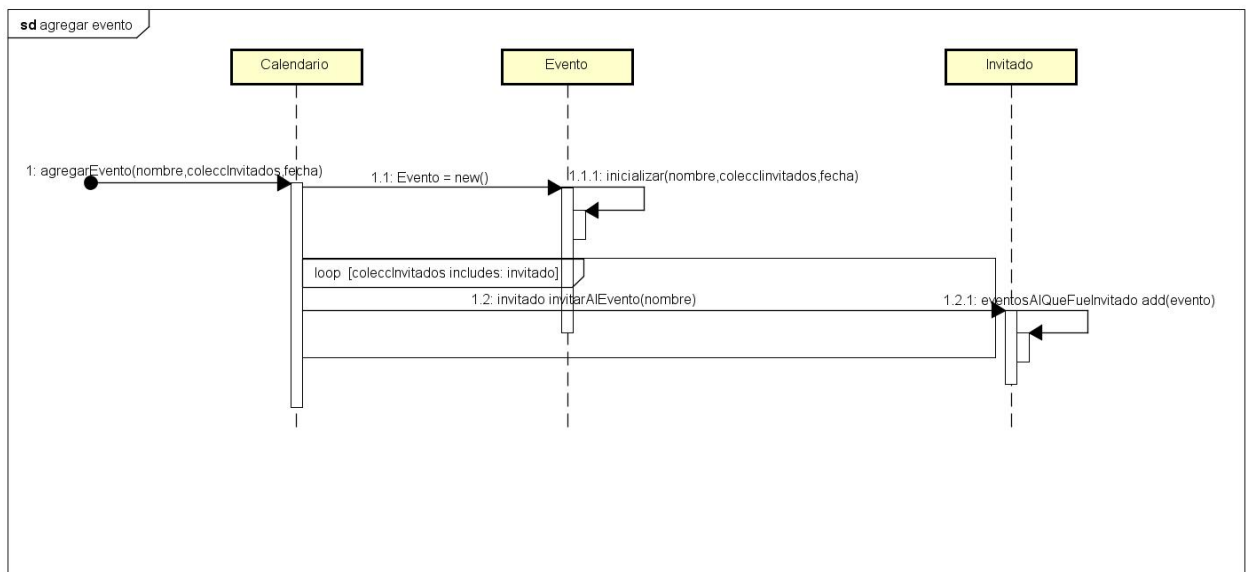 sd agregar evento
Calendario
Evento
Invitado
1: agregarEvento(nombre,coleccInvitados,fecha)
1.1: Evento = new()
1.1.1: inicializar(nombre,colecclinvitados,fecha)
loop [coleccInvitados includes: invitado]
1.2: invitado invitarAlEvento(nombre)
1.2.1: eventosAlQueFueInvitado add(evento)